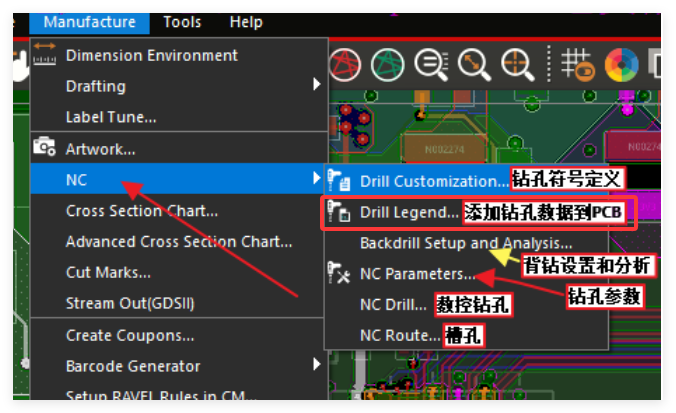 Manufacture Tools Help
Dimension Environment
Drafting
Label Tune...
Artwork...
NC
Cross Section Chart...
Advanced Cross Section Chart...
Cut Marks...
Stream Out(GDSII)
Create Coupons...
Barcode Generator
Setup RAVEL Rules in CM...
Drill Customization... 钻孔符号定义
Drill Legend... 添加钻孔数据到PCB
Backdrill Setup and Analysis...
背钻设置和分析
NC Parameters...
钻孔参数
NC Drill... 数控钻孔
NC Route... 槽孔
N002274
N00227